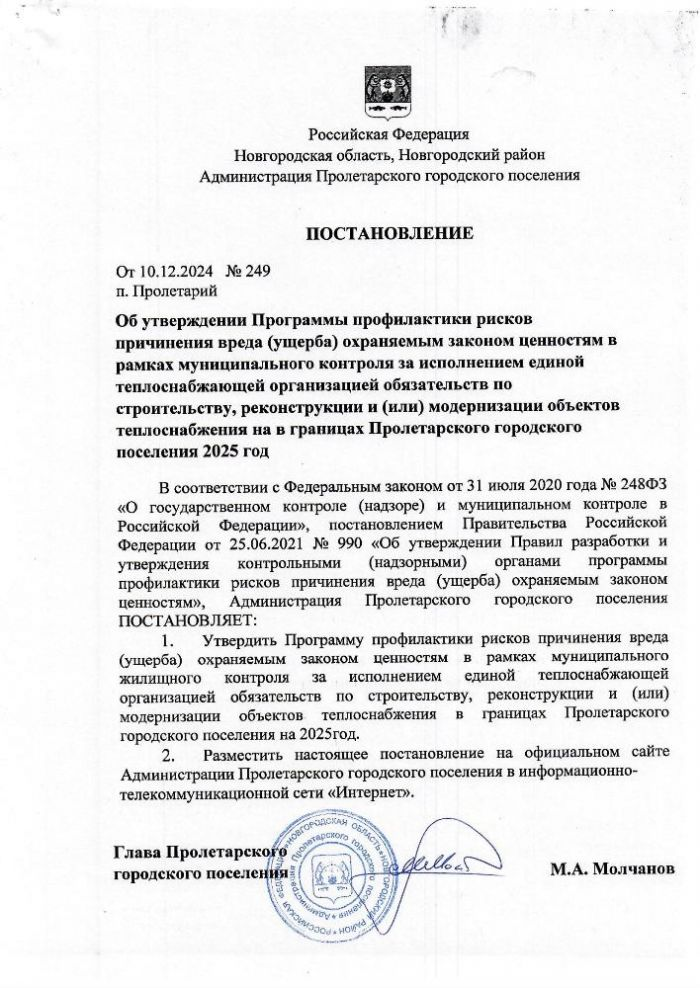 Российская Федерация
Новгородская область, Новгородский район
Администрация Пролетарского городского поселения
ПОСТАНОВЛЕНИЕ
От 10.12.2024 № 249
п. Пролетарий
Об утверждении Программы профилактики рисков
причинения вреда (ущерба) охраняемым законом ценностям в
рамках муниципального контроля за исполнением единой
теплоснабжающей организацией обязательств по
строительству, реконструкции и (или) модернизации объектов
теплоснабжения на в границах Пролетарского городского
поселения 2025 год
В соответствии с Федеральным законом от 31 июля 2020 года № 248ФЗ
«О государственном контроле (надзоре) и муниципальном контроле в
Российской Федерации», постановлением Правительства Российской
Федерации от 25.06.2021 № 990 «Об утверждении Правил разработки и
утверждения контрольными (надзорными) органами программы
профилактики рисков причинения вреда (ущерба) охраняемым законом
ценностям», Администрация Пролетарского городского поселения
ПОСТАНОВЛЯЕТ:
1. Утвердить Программу профилактики рисков причинения вреда
(ущерба) охраняемым законом ценностям в рамках муниципального
жилищного контроля за исполнением единой теплоснабжающей
организацией обязательств по строительству, реконструкции и (или)
модернизации объектов теплоснабжения в границах Пролетарского
городского поселения на 2025год.
2. Разместить настоящее постановление на официальном сайте
Администрации Пролетарского городского поселения в информационно-
телекоммуникационной сети «Интернет».
Глава Пролетарского
городского поселения М.А. Молчанов
РОССИЙСКАЯ ФЕДЕРАЦИЯ * НОВГОРОДСКАЯ ОБЛАСТЬ * НОВГОРОДСКИЙ РАЙОН *
Администрация Пролетарского городского поселения *